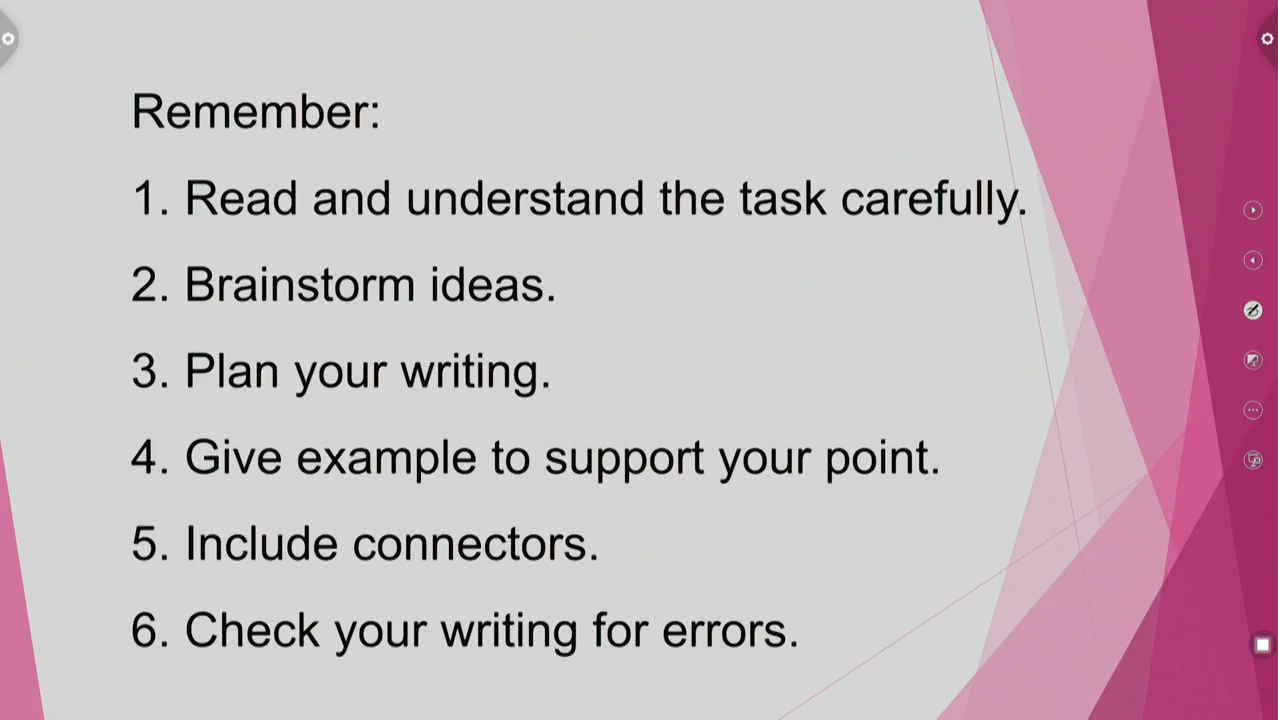 Remember:
1. Read and understand the task carefully.
2. Brainstorm ideas.
3. Plan your writing.
4. Give example to support your point.
5. Include connectors.
6. Check your writing for errors.